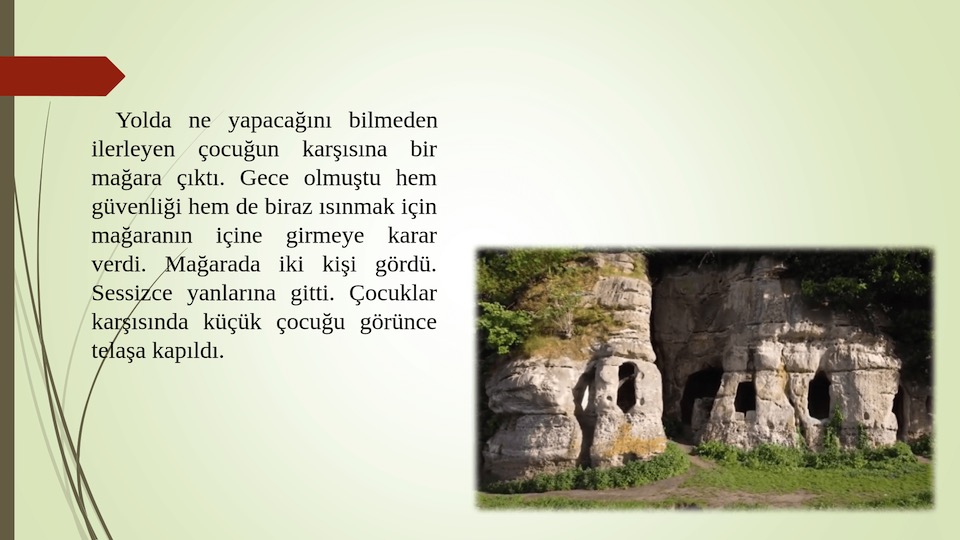 Yolda ne yapacağını bilmeden
ilerleyen çocuğun karşısına bir
mağara çıktı. Gece olmuştu hem
güvenliği hem de biraz ısınmak için
mağaranın içine girmeye karar
verdi. Mağarada iki kişi gördü.
Sessizce yanlarına gitti. Çocuklar
karşısında küçük çocuğu görünce
telaşa kapıldı.